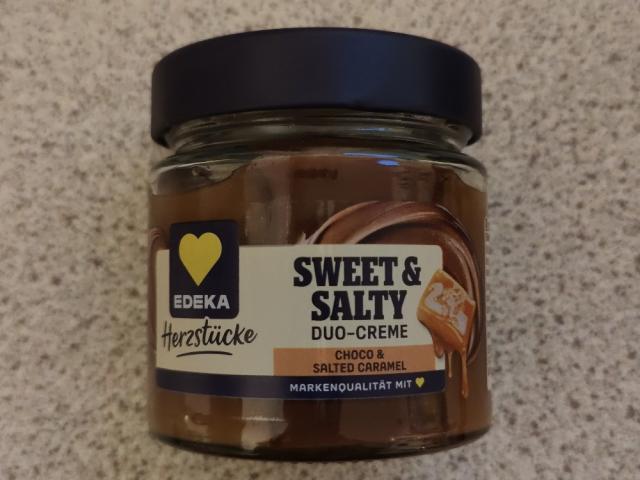 EDEKA
Herzstücke
SWEET &
SALTY
DUO-CREME
CHOCO &
SALTED CARAMEL
MARKENQUALITÄT MIT